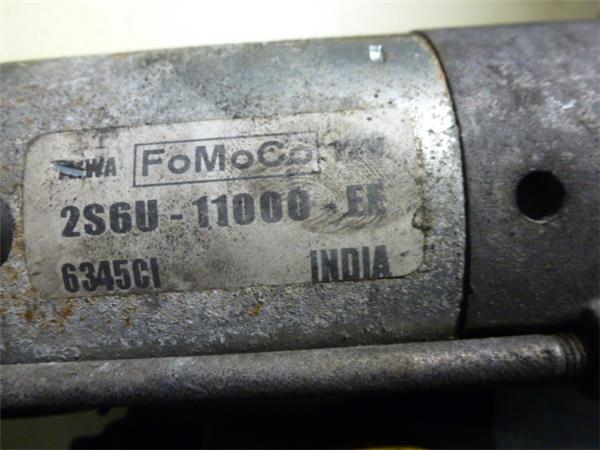 FoMoCo
2S6U-11000-EE
6345CI INDIA